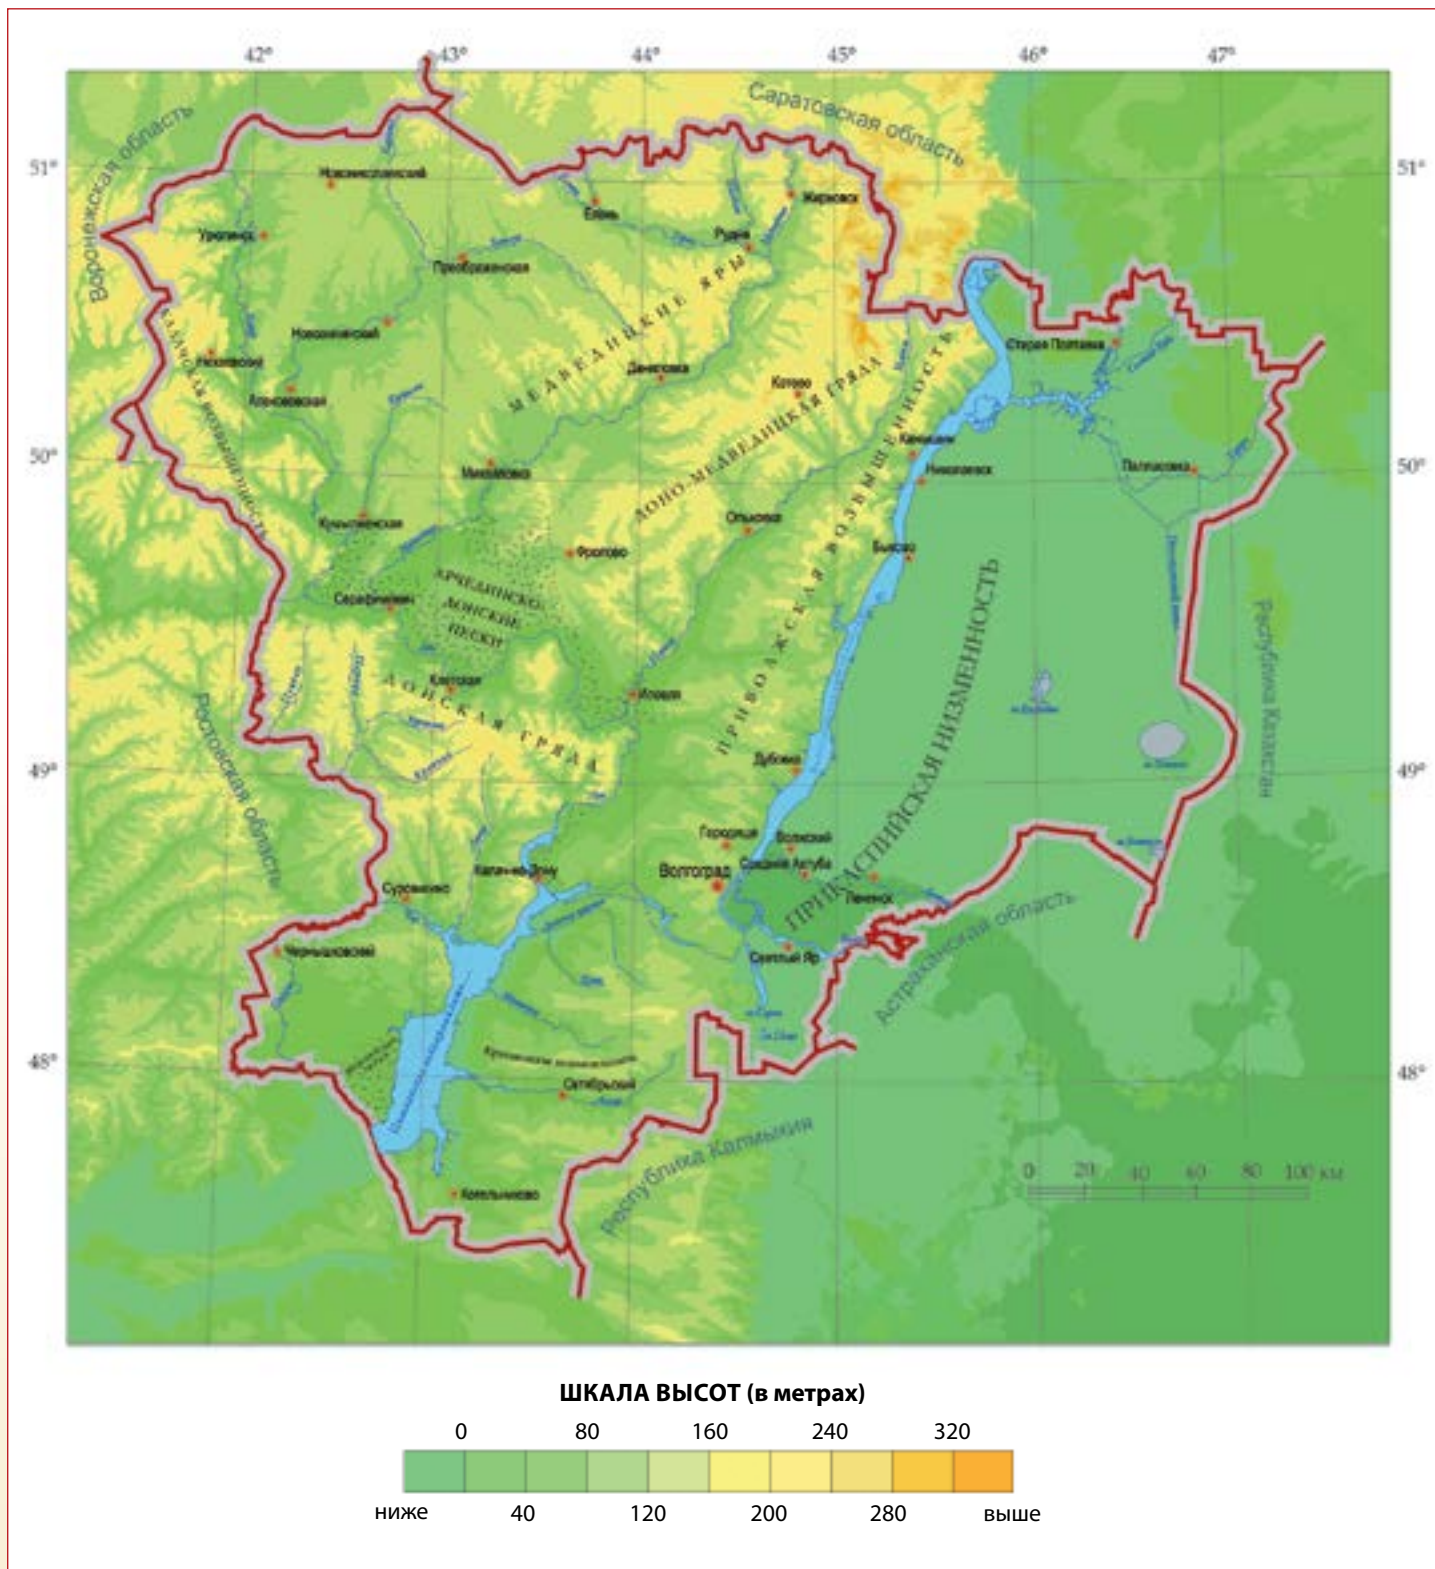 42° 43° 44° 45° 46° 47°
Саратовская область
Воронежская область
51° 51°
Новониколаевский
Жирновск
Елань
Урюпинск
Рудня
Преображенская
МЕДВЕДИЦКИЕ ЯРЫ
Новоаннинский
Старая Полтавка
Нехаевский
Даниловка
Котово
Алексеевская
КАЛАЧСКАЯ ВОЗВЫШЕННОСТЬ
ДОНО-МЕДВЕДИЦКАЯ ГРЯДА
Камышин
50° 50°
Михайловка
Николаевск
Палласовка
ПРИВОЛЖСКАЯ ВОЗВЫШЕННОСТЬ
Кумылженская
Ольховка
Фролово
Быково
АРЧЕДИНСКО-
ДОНСКИЕ
ПЕСКИ
Серафимович
ПРИКАСПИЙСКАЯ НИЗМЕННОСТЬ
Республика Казахстан
Клетская
Иловля
ДОНСКАЯ ГРЯДА
Ростовская область
49° 49°
Дубовка
Городище
Волжский
Средняя Ахтуба
Волгоград
Калач-на-Дону
Суровикино
Ленинск
Чернышковский
Светлый Яр
Астраханская область
48° 48°
Октябрьский
Республика Калмыкия
0 20 40 60 80 100 км
Котельниково
ШКАЛА ВЫСОТ (в метрах)
0 80 160 240 320
ниже 40 120 200 280 выше